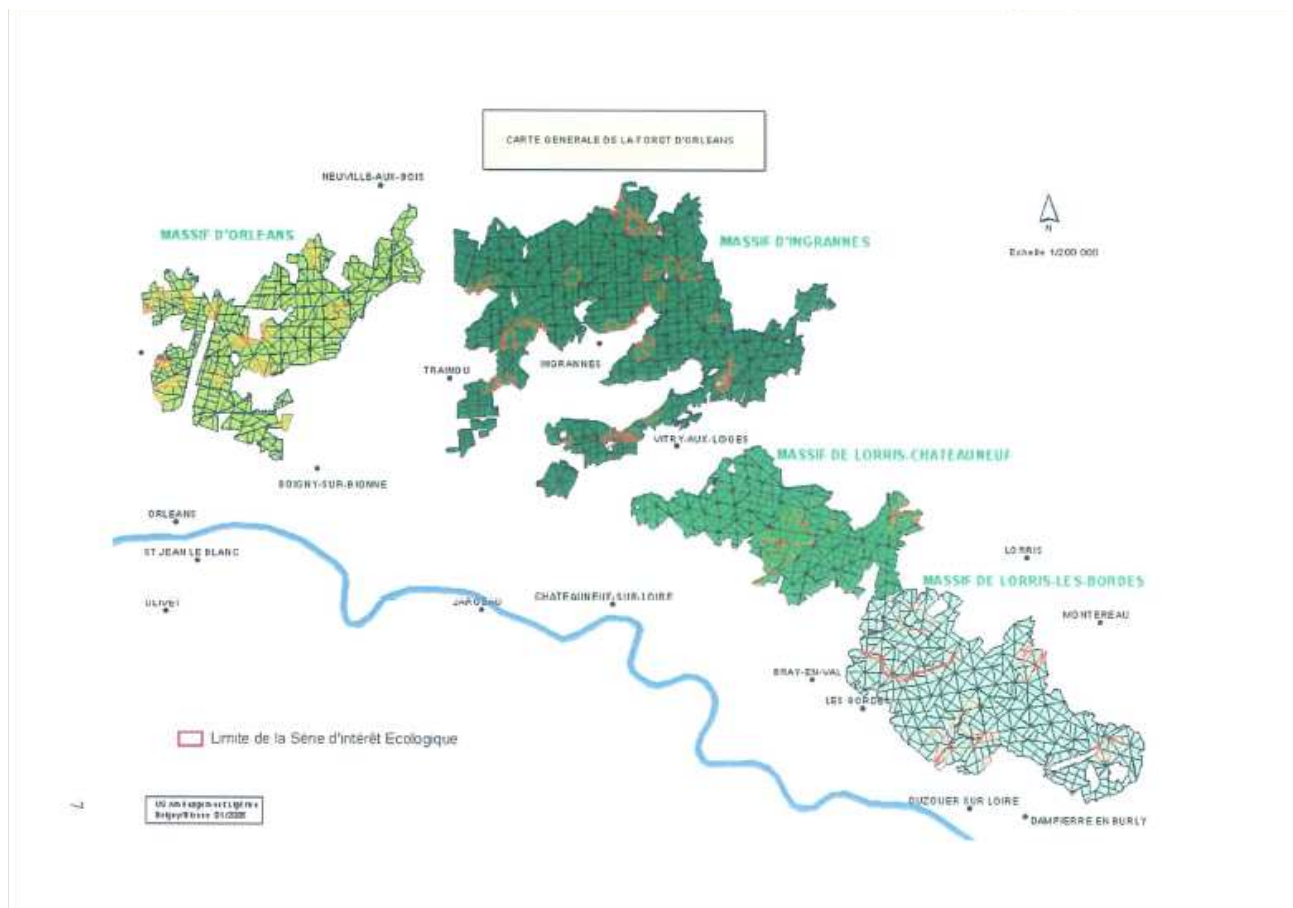 CARTE GENERALE DE LA FORET D'ORLEANS
NEUVILLE-AUX-BOIS
MASSIF D'ORLEANS
MASSIF D'INGRANNES
N
Echelle 1/200 000
TRAINOU
INGRANNES
VITRY-AUX-LOGES
MASSIF DE LORRIS-CHATEAUNEUF
BOIGNY-SUR-BIONNE
ORLEANS
ST JEAN LE BLANC
LORRIS
MASSIF DE LORRIS-LES-BORDES
OLIVET
JARGEAU
CHATEAUNEUF-SUR-LOIRE
MONTEREAU
BRAY-EN-VAL
LES-BORDES
Limite de la Série d'intérêt Ecologique
7
OUZOUER SUR LOIRE
DAMPIERRE EN BURLY